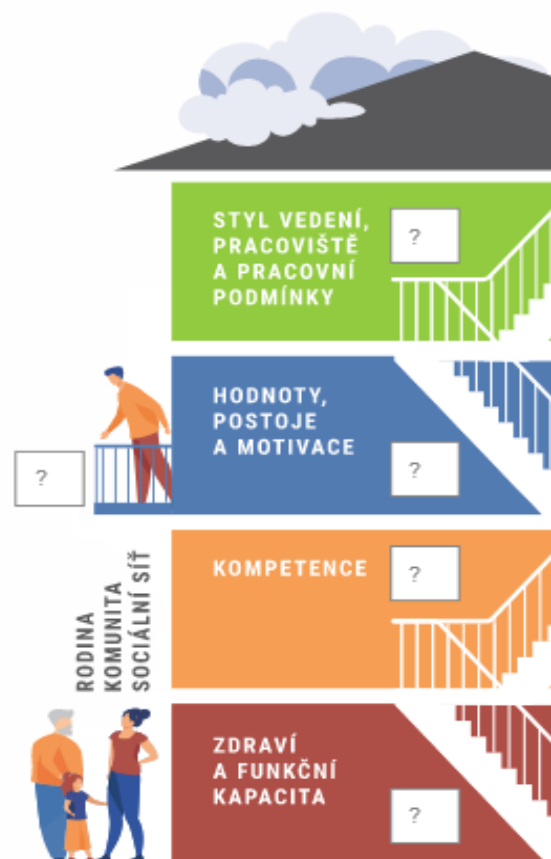 STYL VEDENÍ,
PRACOVIŠTĚ
A PRACOVNÍ
PODMÍNKY
?
HODNOTY,
POSTOJE
A MOTIVACE
?
?
KOMPETENCE
?
RODINA
KOMUNITA
SOCIÁLNÍ SÍŤ
ZDRAVÍ
A FUNKČNÍ
KAPACITA
?